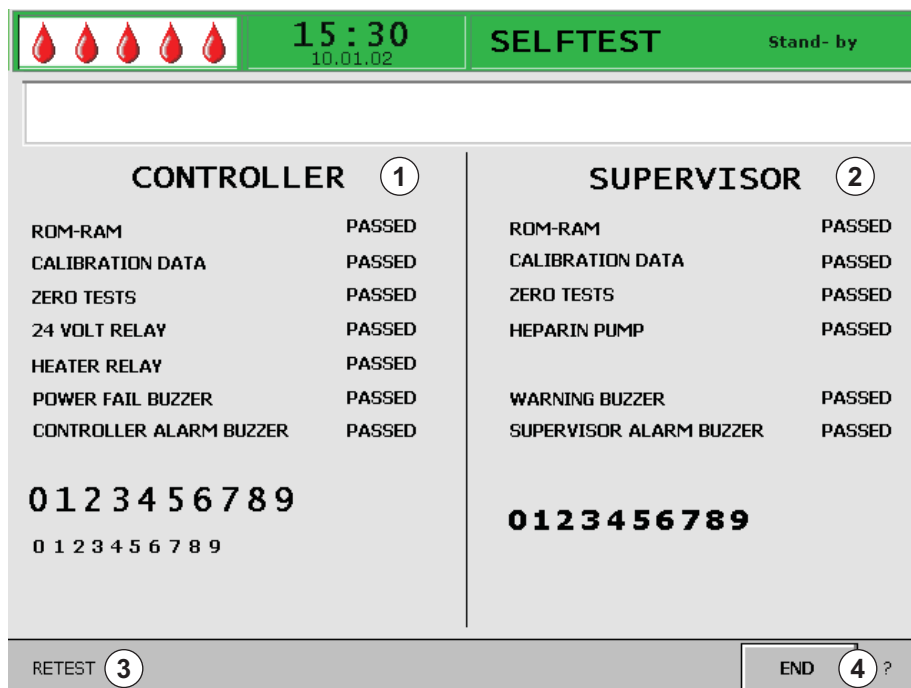 15:30
10.01.02
SELFTEST
Stand- by
CONTROLLER 1
ROM-RAM PASSED
CALIBRATION DATA PASSED
ZERO TESTS PASSED
24 VOLT RELAY PASSED
HEATER RELAY PASSED
POWER FAIL BUZZER PASSED
CONTROLLER ALARM BUZZER PASSED
0123456789
0123456789
SUPERVISOR 2
ROM-RAM PASSED
CALIBRATION DATA PASSED
ZERO TESTS PASSED
HEPARIN PUMP PASSED
WARNING BUZZER PASSED
SUPERVISOR ALARM BUZZER PASSED
0123456789
RETEST 3
END 4 ?